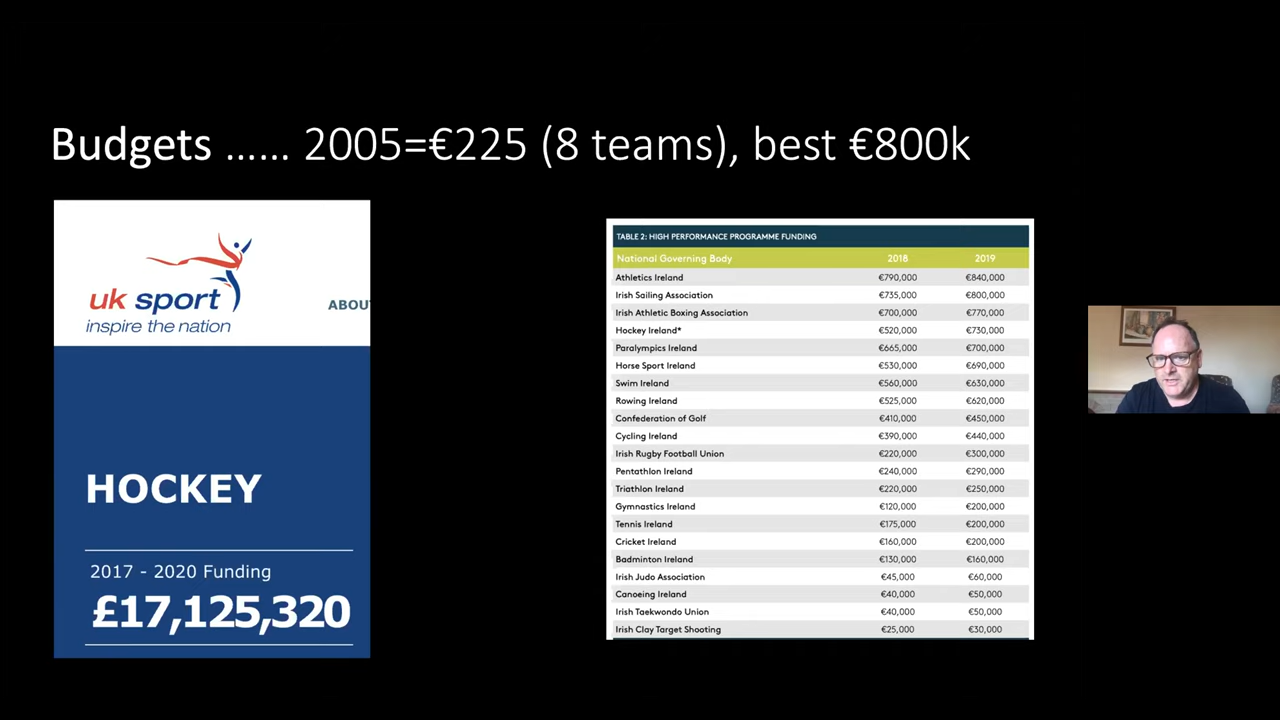 Budgets …… 2005=€225 (8 teams), best €800k
uk sport
inspire the nation
ABOU
HOCKEY
2017 - 2020 Funding
£17,125,320
TABLE 2: HIGH PERFORMANCE PROGRAMME FUNDING
National Governing Body 2018 2019
Athletics Ireland €790,000 €840,000
Irish Sailing Association €735,000 €800,000
Irish Athletic Boxing Association €700,000 €770,000
Hockey Ireland* €520,000 €730,000
Paralympics Ireland €665,000 €700,000
Horse Sport Ireland €530,000 €690,000
Swim Ireland €560,000 €630,000
Rowing Ireland €525,000 €620,000
Confederation of Golf €410,000 €450,000
Cycling Ireland €390,000 €440,000
Irish Rugby Football Union €220,000 €300,000
Pentathlon Ireland €240,000 €290,000
Triathlon Ireland €220,000 €250,000
Gymnastics Ireland €120,000 €200,000
Tennis Ireland €175,000 €200,000
Cricket Ireland €160,000 €200,000
Badminton Ireland €130,000 €160,000
Irish Judo Association €45,000 €60,000
Canoeing Ireland €40,000 €50,000
Irish Taekwondo Union €40,000 €50,000
Irish Clay Target Shooting €25,000 €30,000